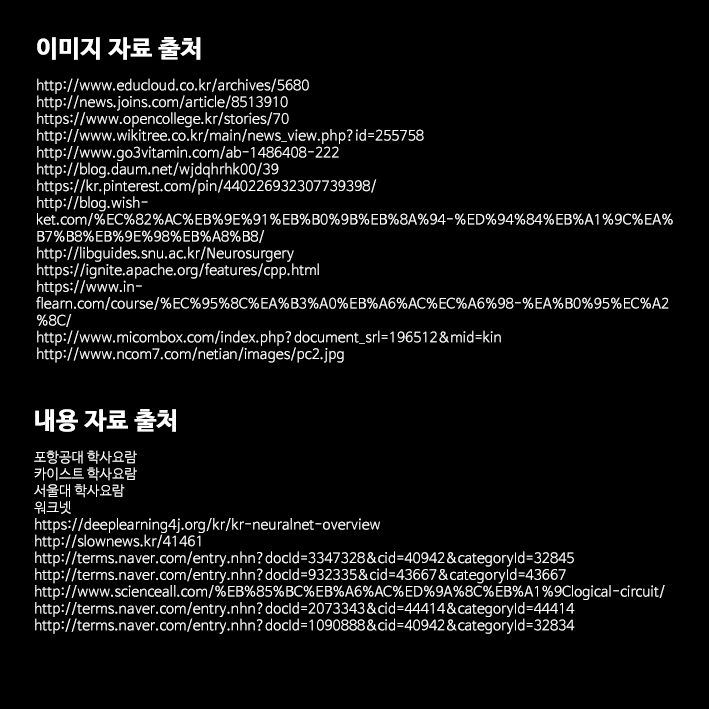 이미지 자료 출처
http://www.educloud.co.kr/archives/5680
http://news.joins.com/article/8513910
https://www.opencollege.kr/stories/70
http://www.wikitree.co.kr/main/news_view.php?id=255758
http://www.go3vitamin.com/ab-1486408-222
http://blog.daum.net/wjdqhrhk00/39
https://kr.pinterest.com/pin/440226932307739398/
http://blog.wish-
ket.com/%EC%82%AC%EB%9E%91%EB%B0%9B%EB%8A%94-%ED%94%84%EB%A1%9C%EA%
B7%B8%EB%9E%98%EB%A8%B8/
http://libguides.snu.ac.kr/Neurosurgery
https://ignite.apache.org/features/cpp.html
https://www.in-
flearn.com/course/%EC%95%8C%EA%B3%A0%EB%A6%AC%EC%A6%98-%EA%B0%95%EC%A2
%8C/
http://www.micombox.com/index.php?document_srl=196512&mid=kin
http://www.ncom7.com/netian/images/pc2.jpg
내용 자료 출처
포항공대 학사요람
카이스트 학사요람
서울대 학사요람
워크넷
https://deeplearning4j.org/kr/kr-neuralnet-overview
http://slownews.kr/41461
http://terms.naver.com/entry.nhn?docId=3347328&cid=40942&categoryId=32845
http://terms.naver.com/entry.nhn?docId=932335&cid=43667&categoryId=43667
http://www.scienceall.com/%EB%85%BC%EB%A6%AC%ED%9A%8C%EB%A1%9Clogical-circuit/
http://terms.naver.com/entry.nhn?docId=2073343&cid=44414&categoryId=44414
http://terms.naver.com/entry.nhn?docId=1090888&cid=40942&categoryId=32834